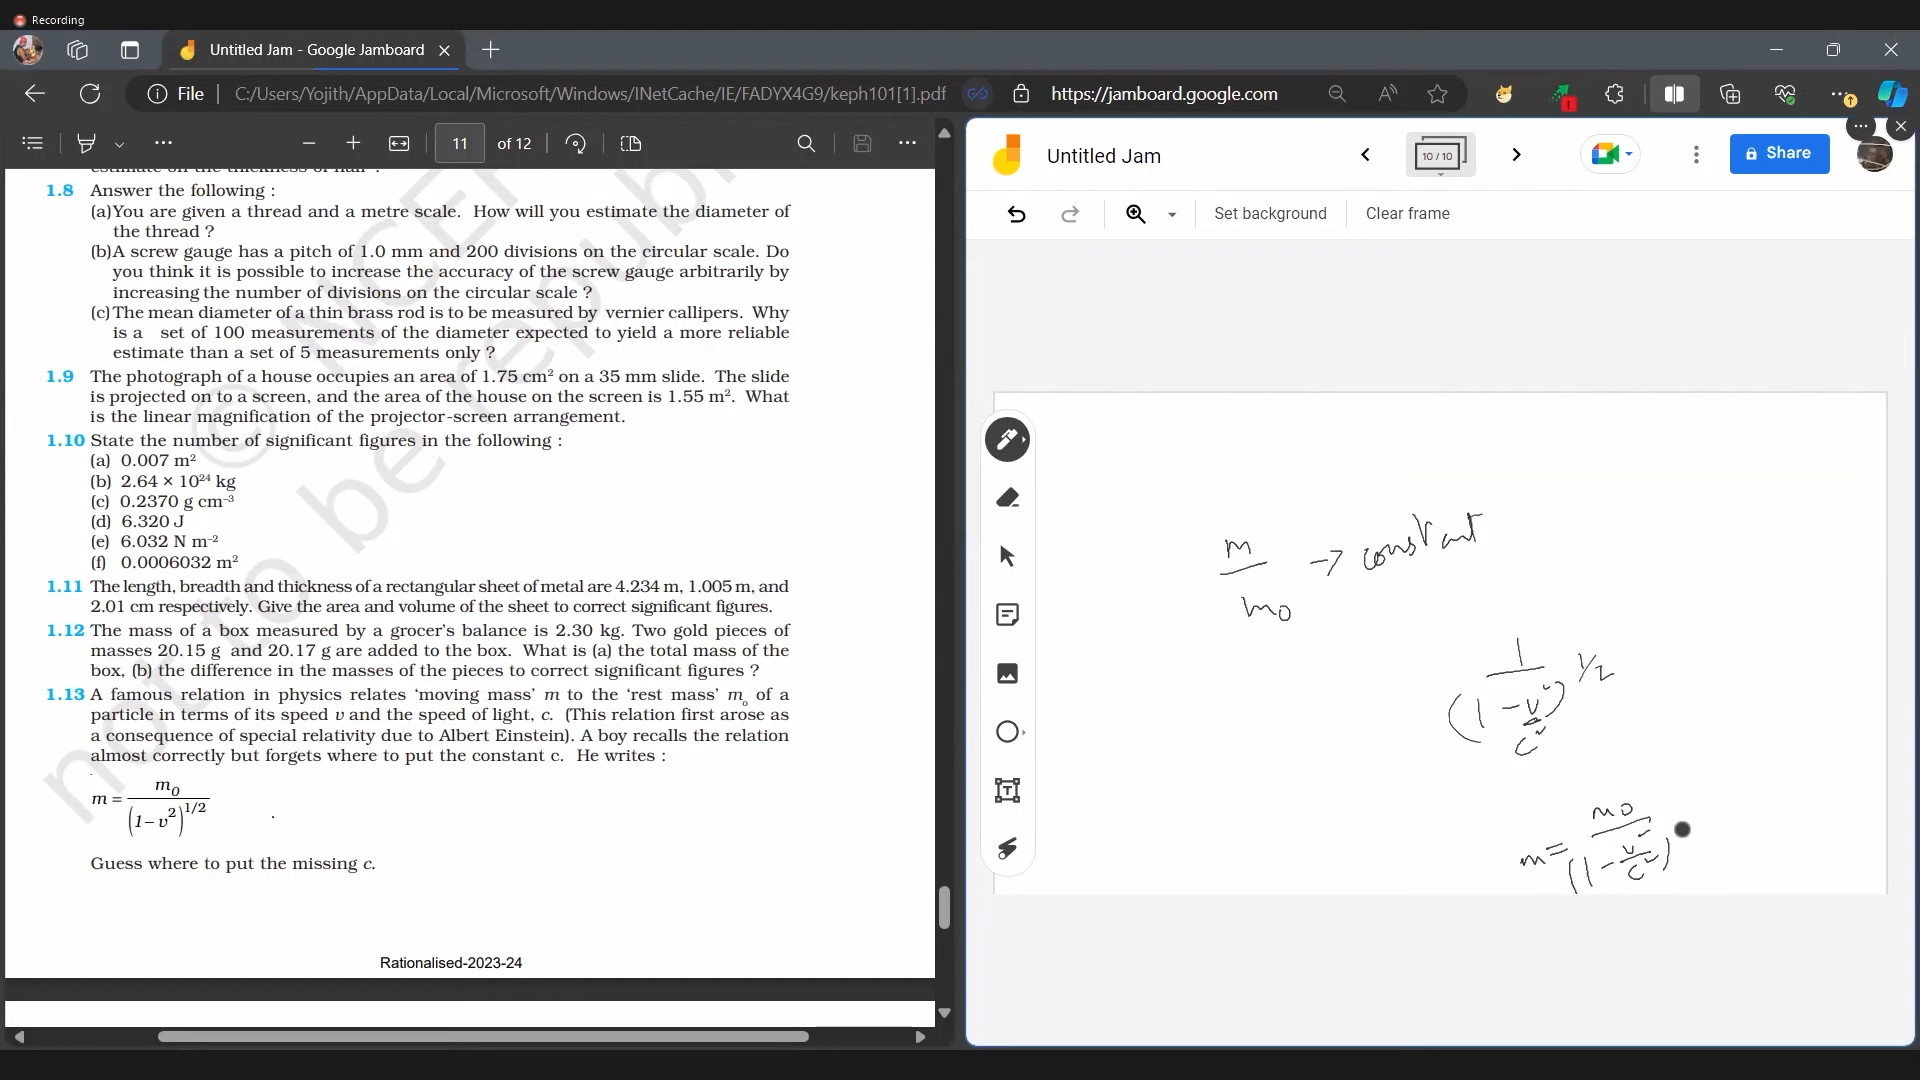 Recording
Untitled Jam - Google Jamboard
File
C:/Users/Yojith/AppData/Local/Microsoft/Windows/INetCache/IE/FADYX4G9/keph101[1].pdf
https://jamboard.google.com
11 of 12
Untitled Jam
10 / 10
Share
Set background
Clear frame
estimate on the thickness of hair ?
1.8 Answer the following :
(a)You are given a thread and a metre scale. How will you estimate the diameter of
the thread ?
(b)A screw gauge has a pitch of 1.0 mm and 200 divisions on the circular scale. Do
you think it is possible to increase the accuracy of the screw gauge arbitrarily by
increasing the number of divisions on the circular scale ?
(c)The mean diameter of a thin brass rod is to be measured by vernier callipers. Why
is a set of 100 measurements of the diameter expected to yield a more reliable
estimate than a set of 5 measurements only ?
1.9 The photograph of a house occupies an area of 1.75 cm² on a 35 mm slide. The slide
is projected on to a screen, and the area of the house on the screen is 1.55 m². What
is the linear magnification of the projector-screen arrangement.
1.10 State the number of significant figures in the following :
(a) 0.007 m²
(b) 2.64 × 10²⁴ kg
(c) 0.2370 g cm⁻³
(d) 6.320 J
(e) 6.032 N m⁻²
(f) 0.0006032 m²
1.11 The length, breadth and thickness of a rectangular sheet of metal are 4.234 m, 1.005 m, and
2.01 cm respectively. Give the area and volume of the sheet to correct significant figures.
1.12 The mass of a box measured by a grocer's balance is 2.30 kg. Two gold pieces of
masses 20.15 g and 20.17 g are added to the box. What is (a) the total mass of the
box, (b) the difference in the masses of the pieces to correct significant figures ?
1.13 A famous relation in physics relates 'moving mass' m to the 'rest mass' m₀ of a
particle in terms of its speed v and the speed of light, c. (This relation first arose as
a consequence of special relativity due to Albert Einstein). A boy recalls the relation
almost correctly but forgets where to put the constant c. He writes :
m = m₀ / (1– v²)^1/2 .
Guess where to put the missing c.
Rationalised-2023-24
© NCER
not to be republ
m / m0 → constant
1 / (1 - v²/c²)^1/2
m = m0 / (1 - v²/c²)